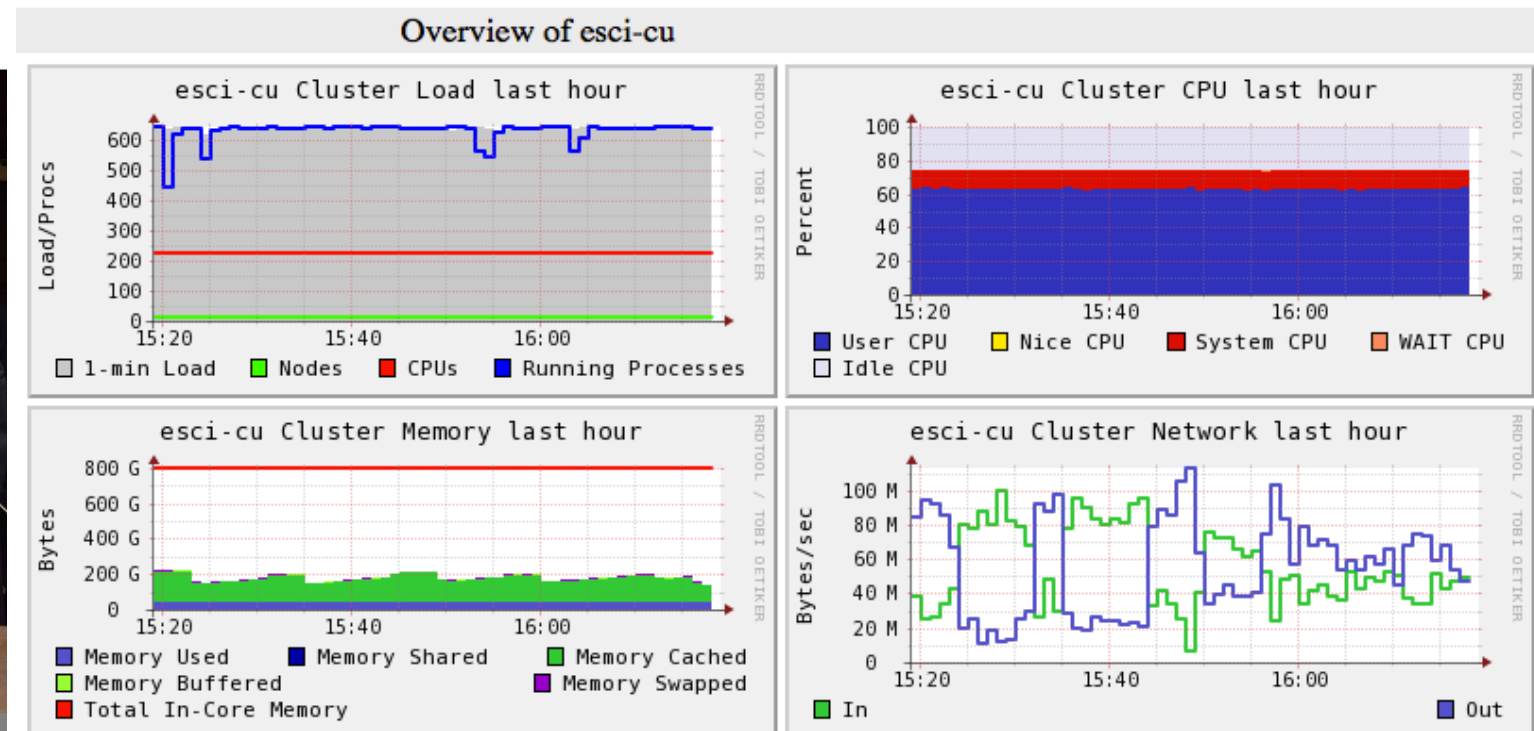 Overview of esci-cu
esci-cu Cluster Load last hour
RRDTOOL / TOBI OETIKER
Load/Procs
600
500
400
300
200
100
0
15:20 15:40 16:00
1-min Load Nodes CPUs Running Processes
esci-cu Cluster CPU last hour
RRDTOOL / TOBI OETIKER
Percent
100
80
60
40
20
0
15:20 15:40 16:00
User CPU Nice CPU System CPU WAIT CPU
Idle CPU
esci-cu Cluster Memory last hour
RRDTOOL / TOBI OETIKER
Bytes
800 G
600 G
400 G
200 G
0
15:20 15:40 16:00
Memory Used Memory Shared Memory Cached
Memory Buffered Memory Swapped
Total In-Core Memory
esci-cu Cluster Network last hour
RRDTOOL / TOBI OETIKER
Bytes/sec
100 M
80 M
60 M
40 M
20 M
0
15:20 15:40 16:00
In Out